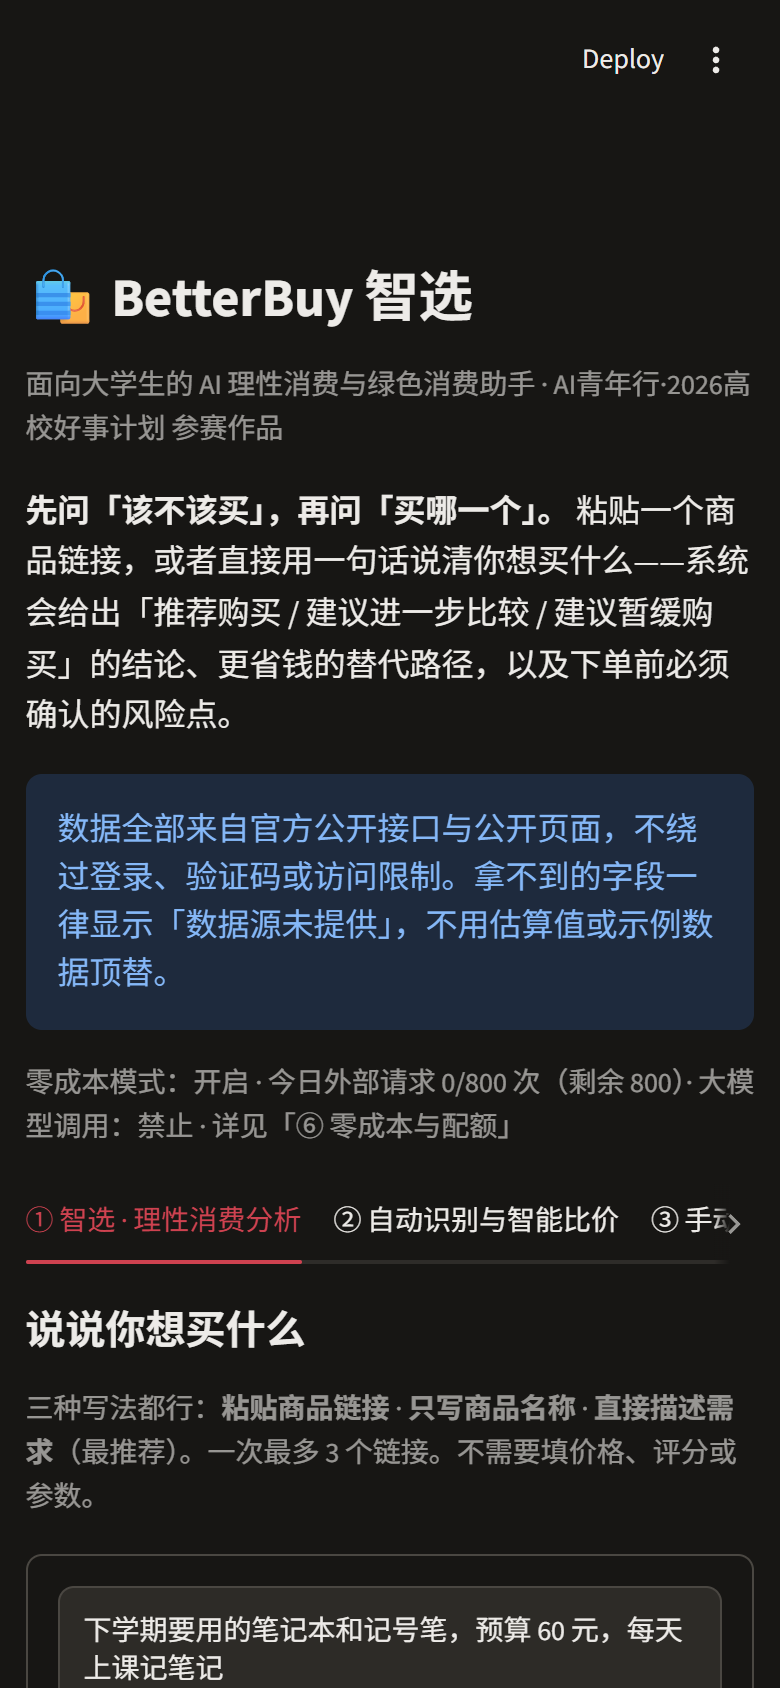 Deploy
BetterBuy 智选
面向大学生的 AI 理性消费与绿色消费助手 · AI青年行·2026高
校好事计划 参赛作品
先问「该不该买」，再问「买哪一个」。 粘贴一个商
品链接，或者直接用一句话说清你想买什么——系统
会给出「推荐购买 / 建议进一步比较 / 建议暂缓购
买」的结论、更省钱的替代路径，以及下单前必须
确认的风险点。
数据全部来自官方公开接口与公开页面，不绕
过登录、验证码或访问限制。拿不到的字段一
律显示「数据源未提供」，不用估算值或示例数
据顶替。
零成本模式：开启 · 今日外部请求 0/800 次（剩余 800）· 大模
型调用：禁止 · 详见「⑥ 零成本与配额」
① 智选 · 理性消费分析 ② 自动识别与智能比价 ③ 手动
说说你想买什么
三种写法都行：粘贴商品链接 · 只写商品名称 · 直接描述需
求（最推荐）。一次最多 3 个链接。不需要填价格、评分或
参数。
下学期要用的笔记本和记号笔，预算 60 元，每天
上课记笔记